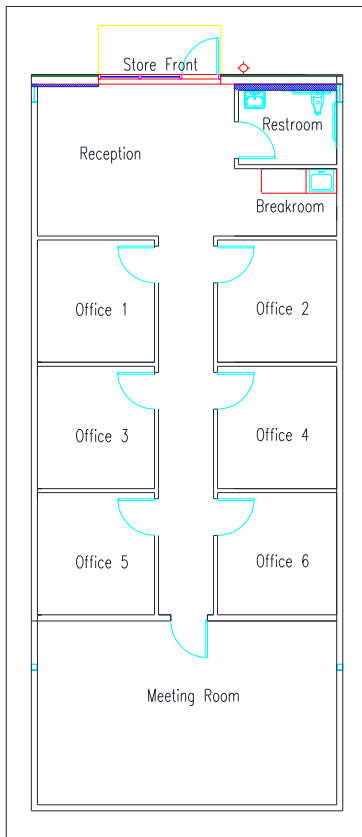 Store Front
Restroom
Reception
Breakroom
Office 1
Office 2
Office 3
Office 4
Office 5
Office 6
Meeting Room